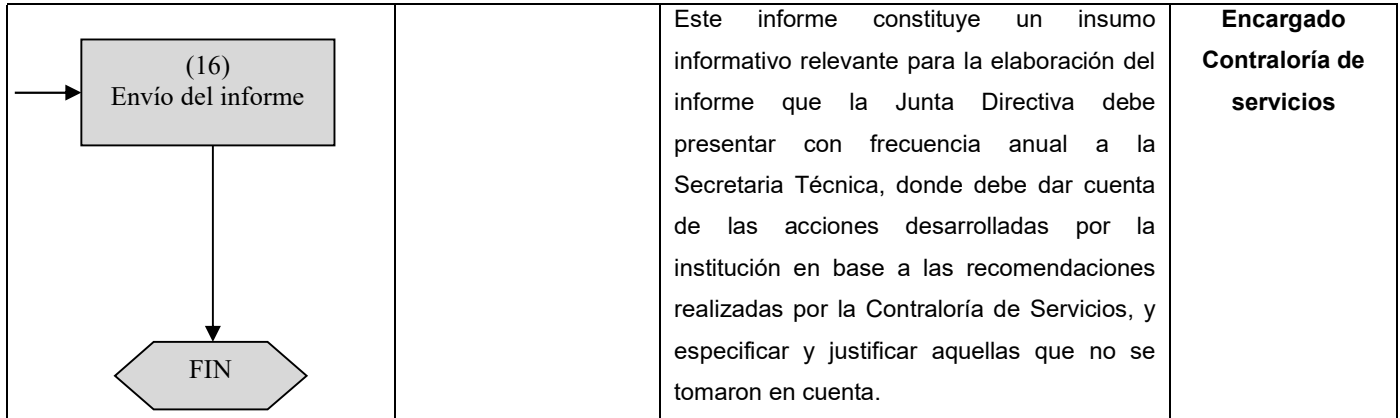 (16)
Envío del informe
FIN
Este informe constituye un insumo
informativo relevante para la elaboración del
informe que la Junta Directiva debe
presentar con frecuencia anual a la
Secretaria Técnica, donde debe dar cuenta
de las acciones desarrolladas por la
institución en base a las recomendaciones
realizadas por la Contraloría de Servicios, y
especificar y justificar aquellas que no se
tomaron en cuenta.
Encargado
Contraloría de
servicios